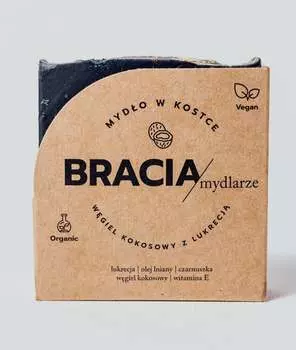 MYDŁO W KOSTCE
Vegan
BRACIA/mydlarze
WĘGIEL KOKOSOWY Z LUKRECJĄ
Organic
lukrecja | olej lniany | czarnuszka
węgiel kokosowy | witamina E